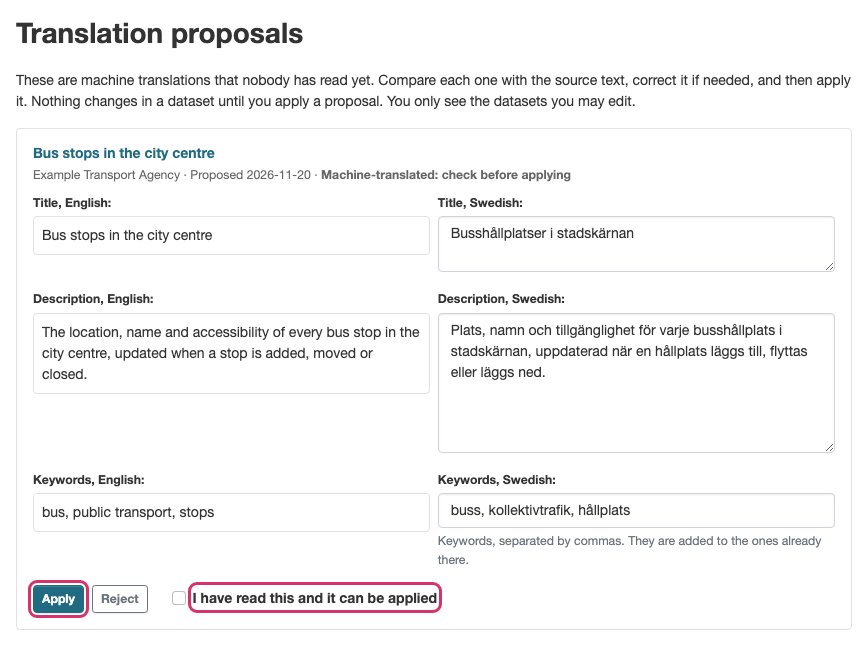 Translation proposals
These are machine translations that nobody has read yet. Compare each one with the source text, correct it if needed, and then apply
it. Nothing changes in a dataset until you apply a proposal. You only see the datasets you may edit.
Bus stops in the city centre
Example Transport Agency · Proposed 2026-11-20 · Machine-translated: check before applying
Title, English:
Bus stops in the city centre
Title, Swedish:
Busshållplatser i stadskärnan
Description, English:
The location, name and accessibility of every bus stop in the
city centre, updated when a stop is added, moved or
closed.
Description, Swedish:
Plats, namn och tillgänglighet för varje busshållplats i
stadskärnan, uppdaterad när en hållplats läggs till, flyttas
eller läggs ned.
Keywords, English:
bus, public transport, stops
Keywords, Swedish:
buss, kollektivtrafik, hållplats
Keywords, separated by commas. They are added to the ones already
there.
Apply
Reject
I have read this and it can be applied